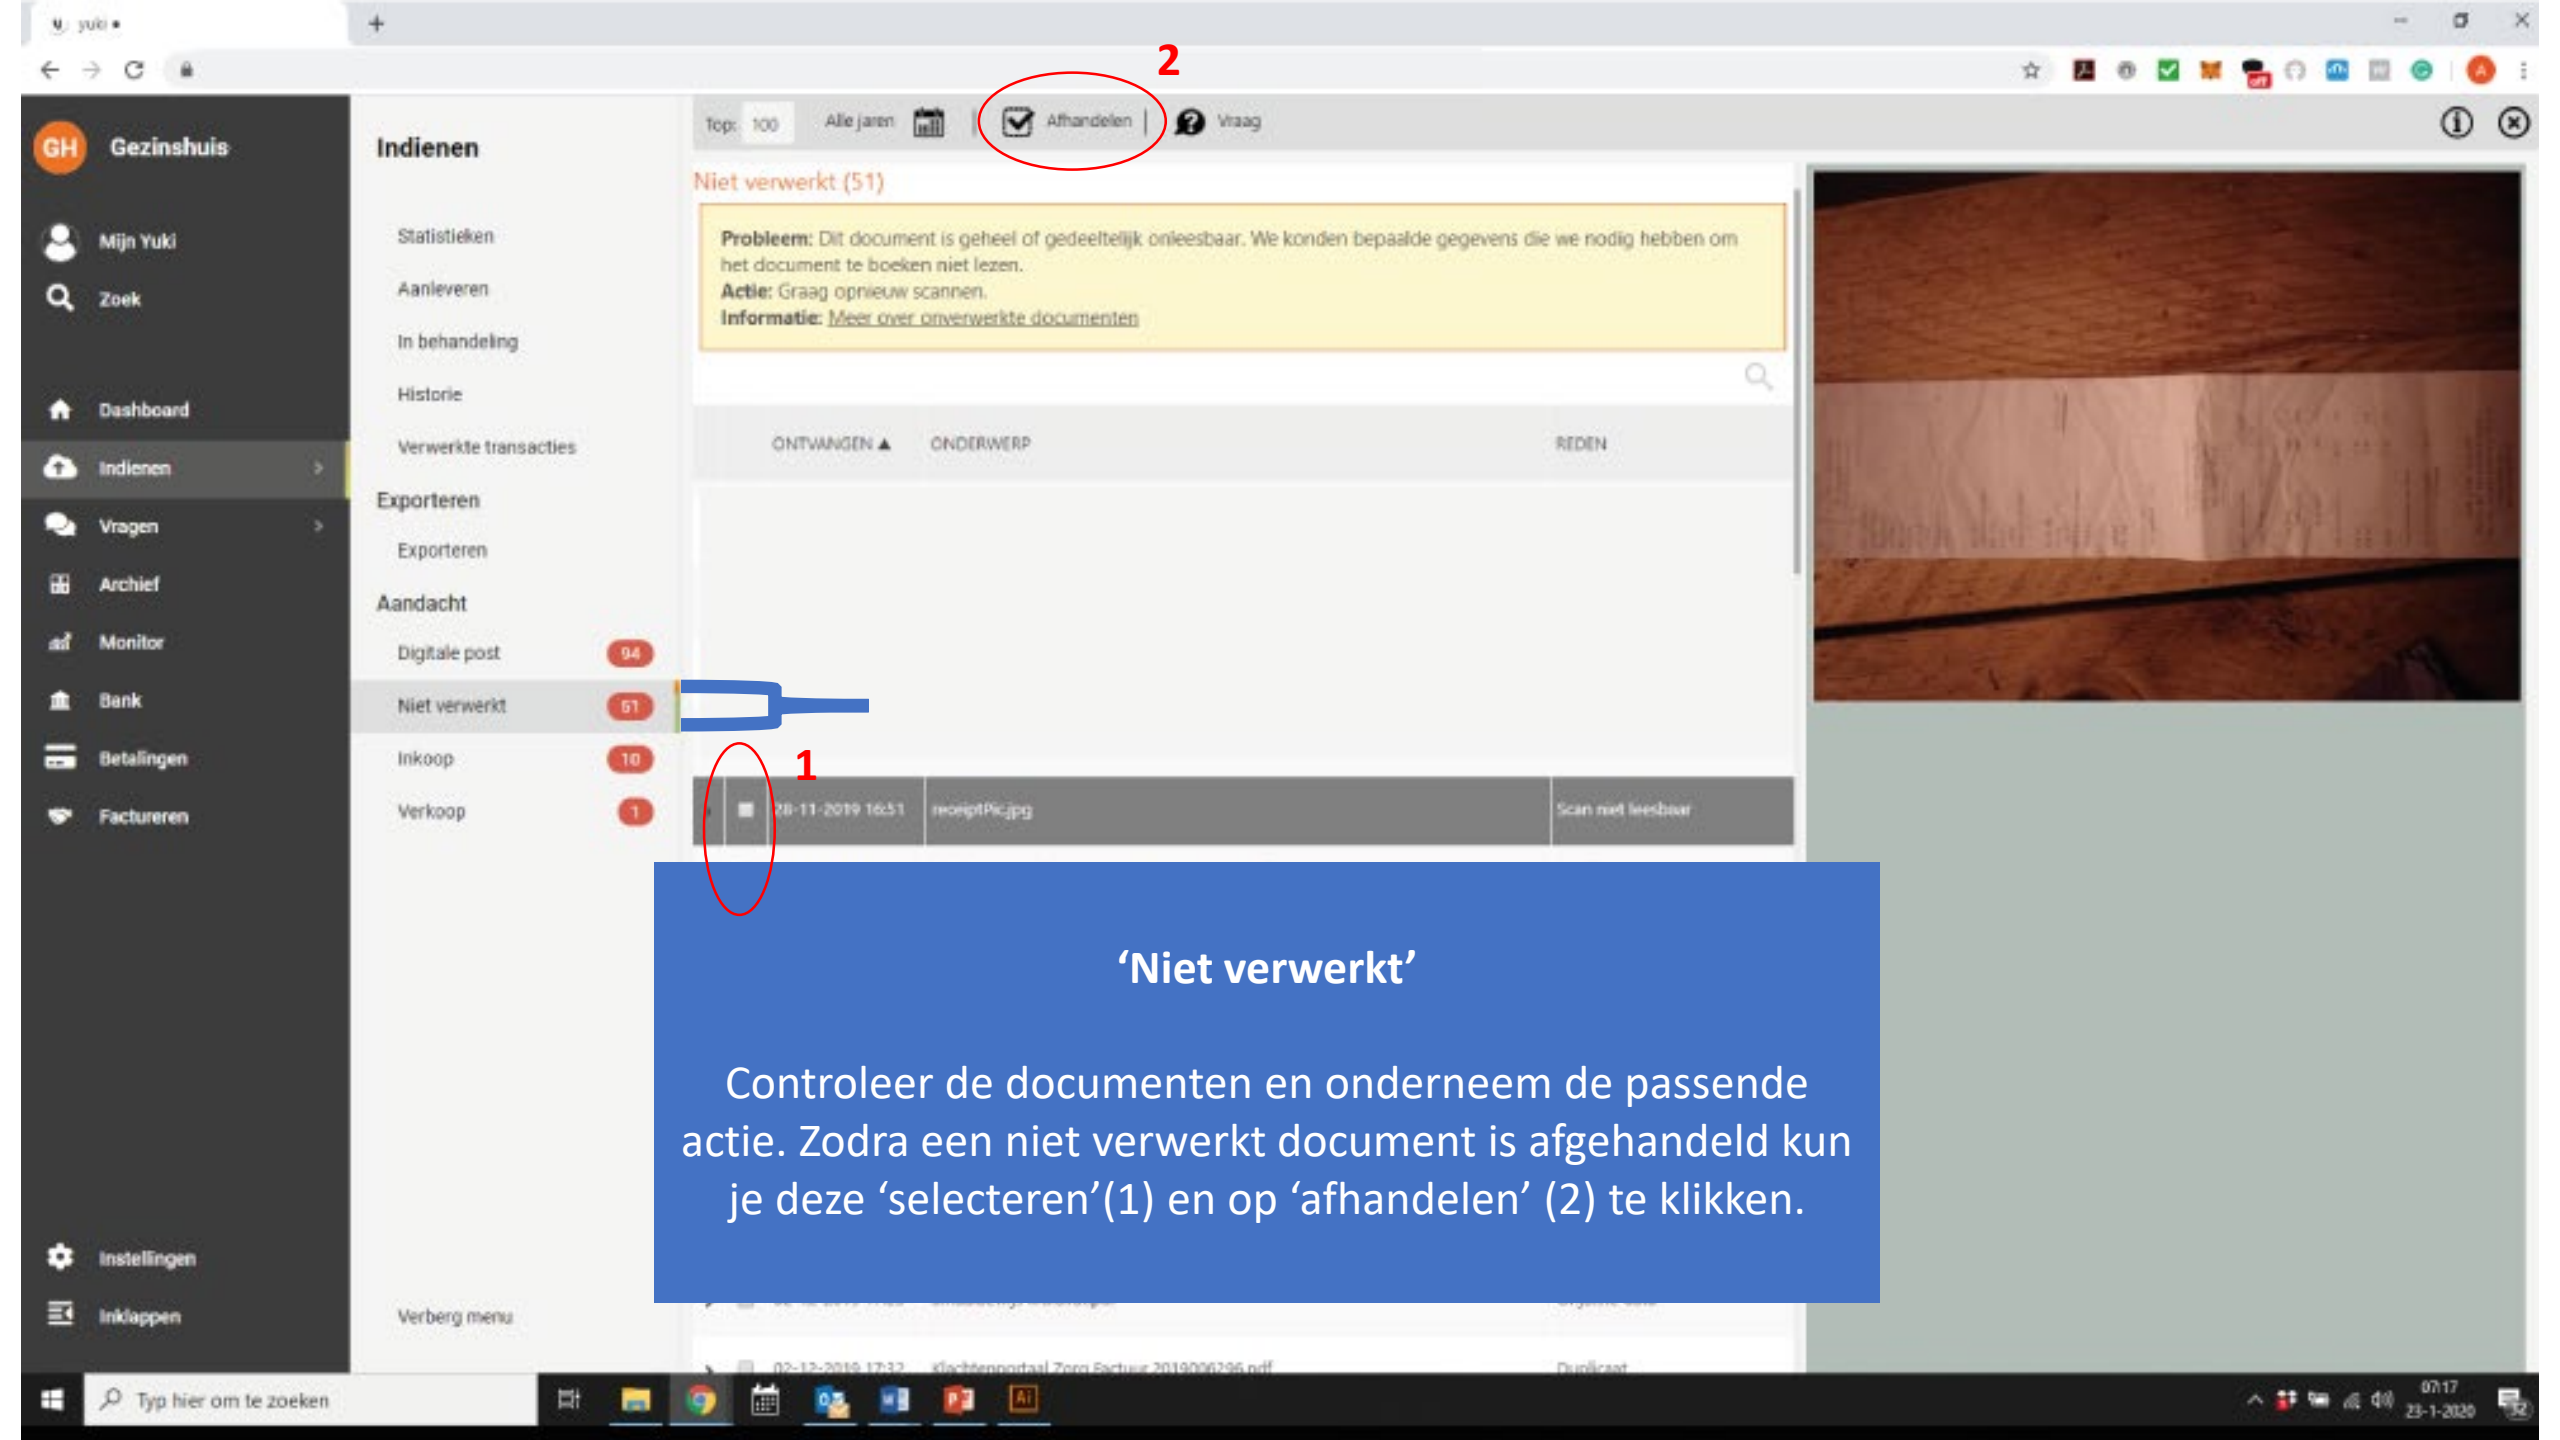 yuki
2
GH Gezinshuis
Indienen
Top: 100 Alle jaren Afhandelen Vraag
Niet verwerkt (51)
Probleem: Dit document is geheel of gedeeltelijk onleesbaar. We konden bepaalde gegevens die we nodig hebben om
het document te boeken niet lezen.
Actie: Graag opnieuw scannen.
Informatie: Meer over onverwerkte documenten
Mijn Yuki
Zoek
Dashboard
Indienen
Vragen
Archief
Monitor
Bank
Betalingen
Factureren
Instellingen
Inklappen
Statistieken
Aanleveren
In behandeling
Historie
Verwerkte transacties
Exporteren
Exporteren
Aandacht
Digitale post 94
Niet verwerkt 51
Inkoop 10
Verkoop 1
Verberg menu
ONTVANGEN ▲ ONDERWERP REDEN
1
28-11-2019 16:51 receiptPic.jpg Scan niet leesbaar
‘Niet verwerkt’
Controleer de documenten en onderneem de passende
actie. Zodra een niet verwerkt document is afgehandeld kun
je deze ‘selecteren’(1) en op ‘afhandelen’ (2) te klikken.
02-12-2019 17:32 Klachtenportaal Zorg Factuur 2019006296.pdf Duplicaat
Typ hier om te zoeken
07:17
23-1-2020